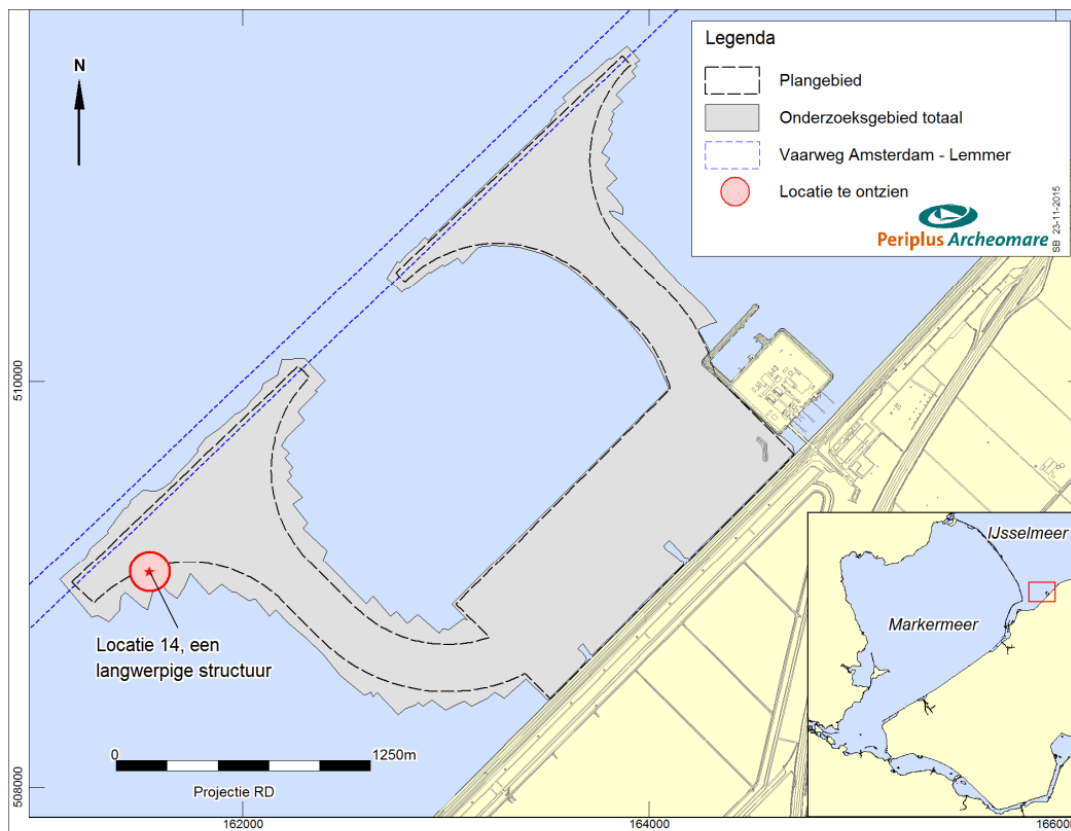 N
Legenda
Plangebied
Onderzoeksgebied totaal
Vaarweg Amsterdam - Lemmer
Locatie te ontzien
Periplus Archeomare
SB 23-11-2015
510000
508000
Locatie 14, een
langwerpige structuur
0
1250m
Projectie RD
IJsselmeer
Markermeer
162000
164000
166000